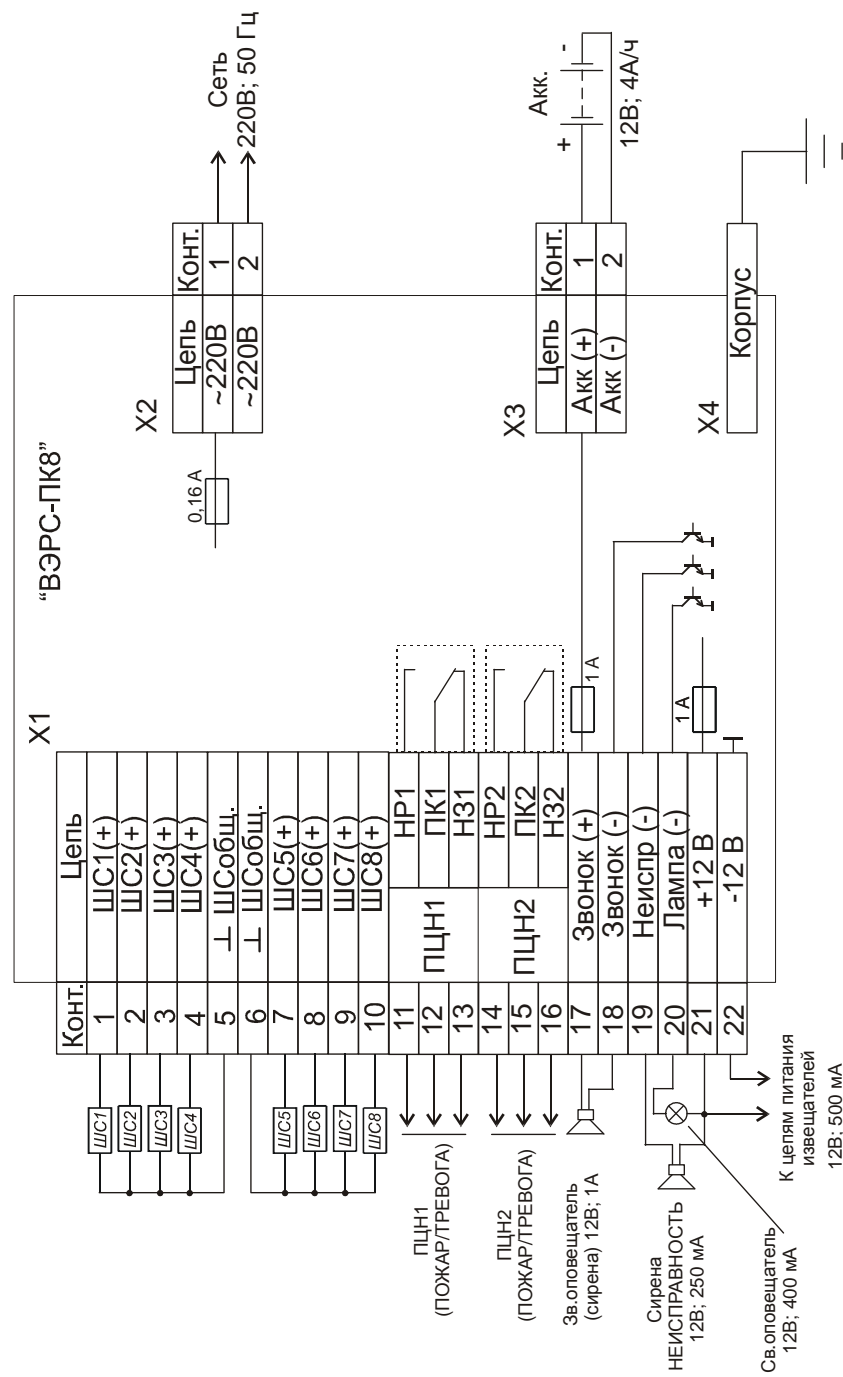 "ВЭРС-ПК8"
X1
Конт. Цепь
1 ШС1(+)
2 ШС2(+)
3 ШС3(+)
4 ШС4(+)
5 ⊥ ШСобщ.
6 ⊥ ШСобщ.
7 ШС5(+)
8 ШС6(+)
9 ШС7(+)
10 ШС8(+)
ПЦН1
11 НР1
12 ПК1
13 НЗ1
ПЦН2
14 НР2
15 ПК2
16 НЗ2
17 Звонок (+)
18 Звонок (-)
19 Неиспр (-)
20 Лампа (-)
21 +12 В
22 -12 В
ШС1
ШС2
ШС3
ШС4
ШС5
ШС6
ШС7
ШС8
ПЦН1
(ПОЖАР/ТРЕВОГА)
ПЦН2
(ПОЖАР/ТРЕВОГА)
Зв.оповещатель
(сирена) 12В; 1А
Сирена
НЕИСПРАВНОСТЬ
12В; 250 мА
Св.оповещатель
12В; 400 мА
К цепям питания
извещателей
12В; 500 мА
1 А
1 А
0,16 А
X2
Цепь Конт.
~220В 1
~220В 2
Сеть
220В; 50 Гц
X3
Цепь Конт.
Акк (+) 1
Акк (-) 2
Акк.
+ -
12В; 4А/ч
X4
Корпус